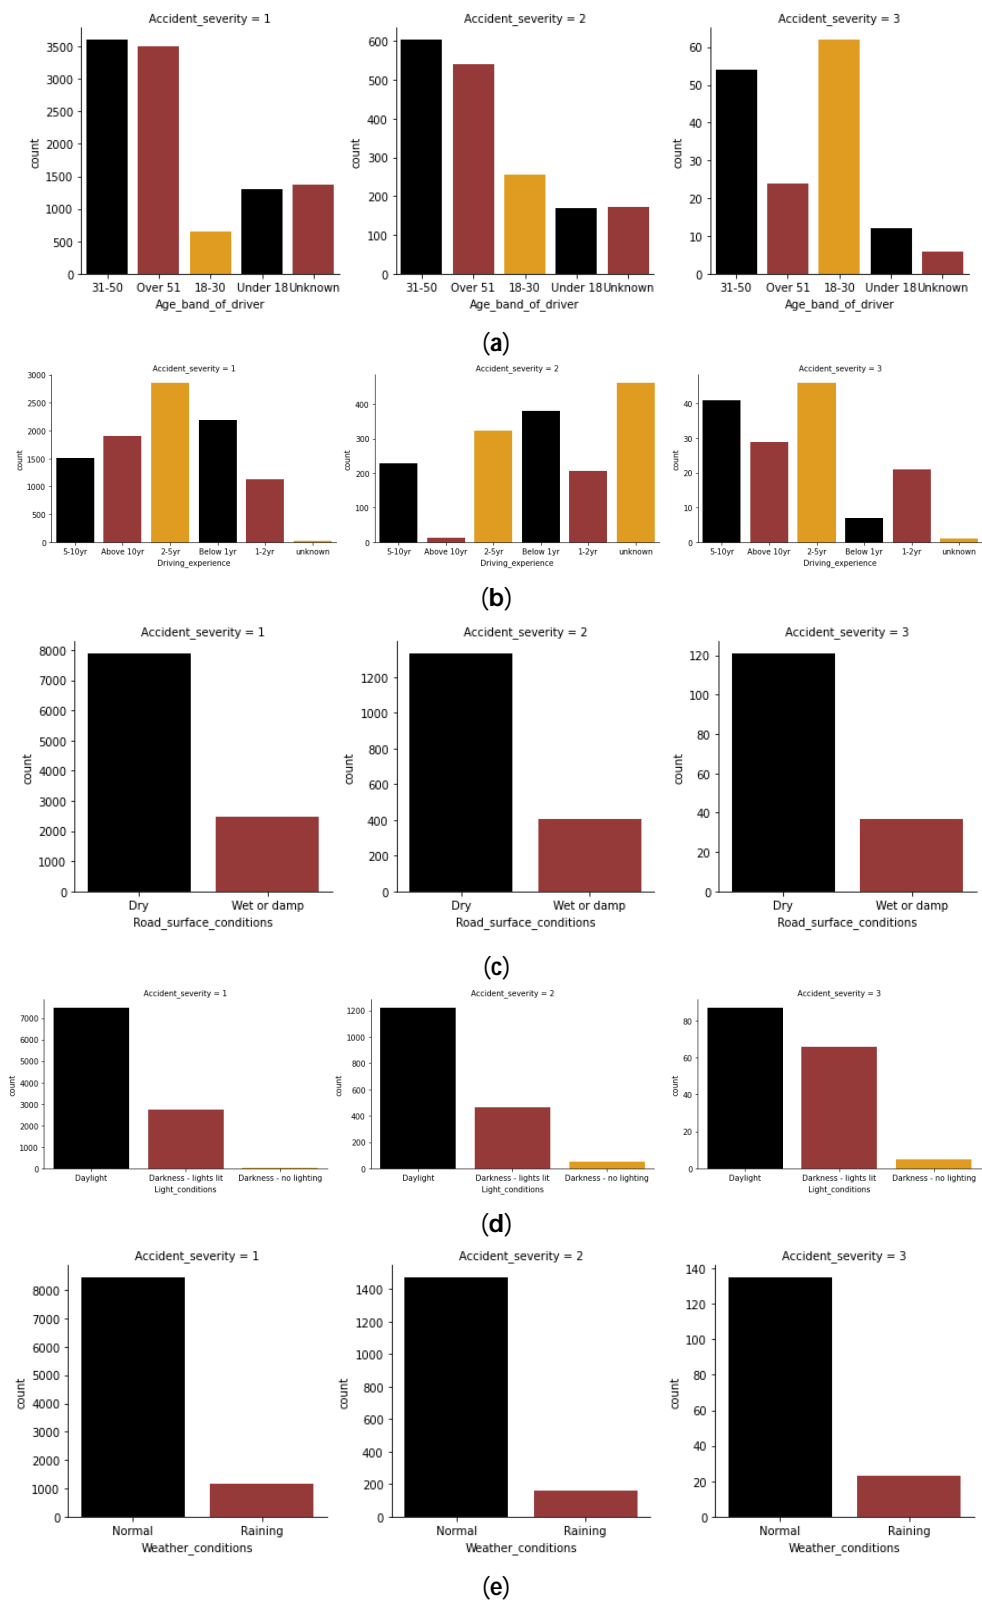 Accident_severity = 1
3500
3000
2500
2000
1500
1000
500
0
count
31-50 Over 51 18-30 Under 18 Unknown
Age_band_of_driver
Accident_severity = 2
600
500
400
300
200
100
0
count
31-50 Over 51 18-30 Under 18 Unknown
Age_band_of_driver
Accident_severity = 3
60
50
40
30
20
10
0
count
31-50 Over 51 18-30 Under 18 Unknown
Age_band_of_driver
(a)
Accident_severity = 1
3000
2500
2000
1500
1000
500
0
count
5-10yr Above 10yr 2-5yr Below 1yr 1-2yr unknown
Driving_experience
Accident_severity = 2
400
300
200
100
0
count
5-10yr Above 10yr 2-5yr Below 1yr 1-2yr unknown
Driving_experience
Accident_severity = 3
40
30
20
10
0
count
5-10yr Above 10yr 2-5yr Below 1yr 1-2yr unknown
Driving_experience
(b)
Accident_severity = 1
8000
7000
6000
5000
4000
3000
2000
1000
0
count
Dry Wet or damp
Road_surface_conditions
Accident_severity = 2
1200
1000
800
600
400
200
0
count
Dry Wet or damp
Road_surface_conditions
Accident_severity = 3
120
100
80
60
40
20
0
count
Dry Wet or damp
Road_surface_conditions
(c)
Accident_severity = 1
7000
6000
5000
4000
3000
2000
1000
0
count
Daylight Darkness - lights lit Darkness - no lighting
Light_conditions
Accident_severity = 2
1200
1000
800
600
400
200
0
count
Daylight Darkness - lights lit Darkness - no lighting
Light_conditions
Accident_severity = 3
80
60
40
20
0
count
Daylight Darkness - lights lit Darkness - no lighting
Light_conditions
(d)
Accident_severity = 1
8000
7000
6000
5000
4000
3000
2000
1000
0
count
Normal Raining
Weather_conditions
Accident_severity = 2
1400
1200
1000
800
600
400
200
0
count
Normal Raining
Weather_conditions
Accident_severity = 3
140
120
100
80
60
40
20
0
count
Normal Raining
Weather_conditions
(e)